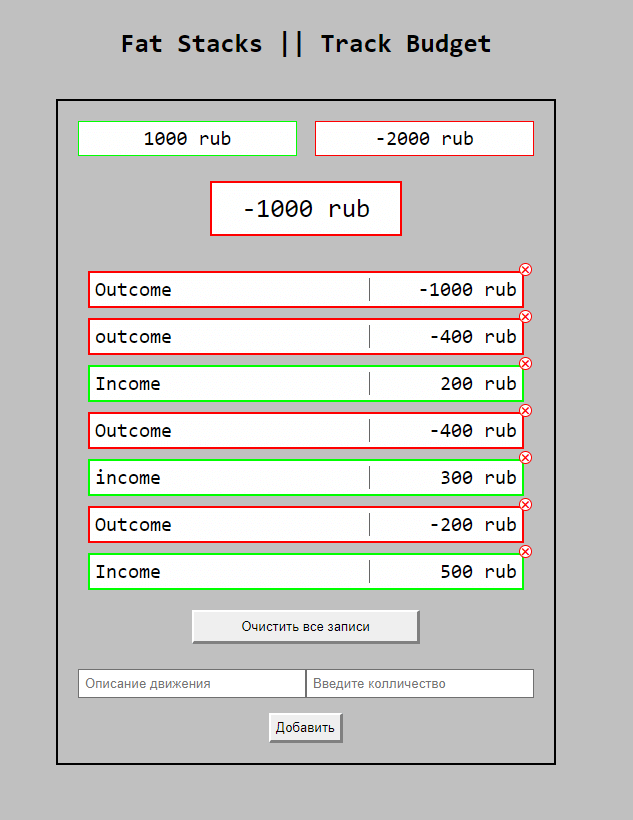 Fat Stacks || Track Budget
1000 rub -2000 rub
-1000 rub
Outcome -1000 rub
outcome -400 rub
Income 200 rub
Outcome -400 rub
income 300 rub
Outcome -200 rub
Income 500 rub
Очистить все записи
Описание движения Введите колличество
Добавить